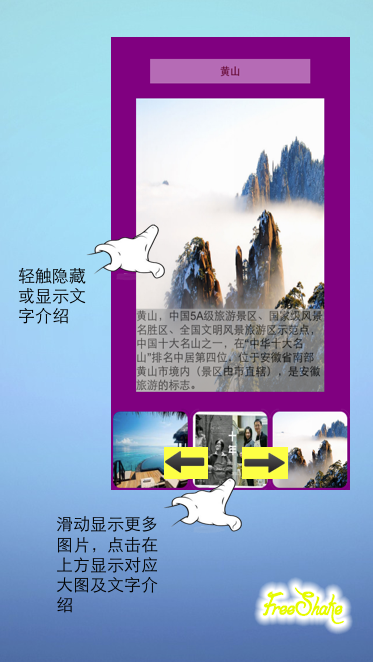 黄山
轻触隐藏
或显示文
字介绍
黄山，中国5A级旅游景区、国家级风景
名胜区、全国文明风景旅游区示范点，
中国十大名山之一，在“中华十大名
山”排名中居第四位，位于安徽省南部
黄山市境内（景区由市直辖），是安徽
旅游的标志。
十年
滑动显示更多
图片，点击在
上方显示对应
大图及文字介
绍
FreeShake